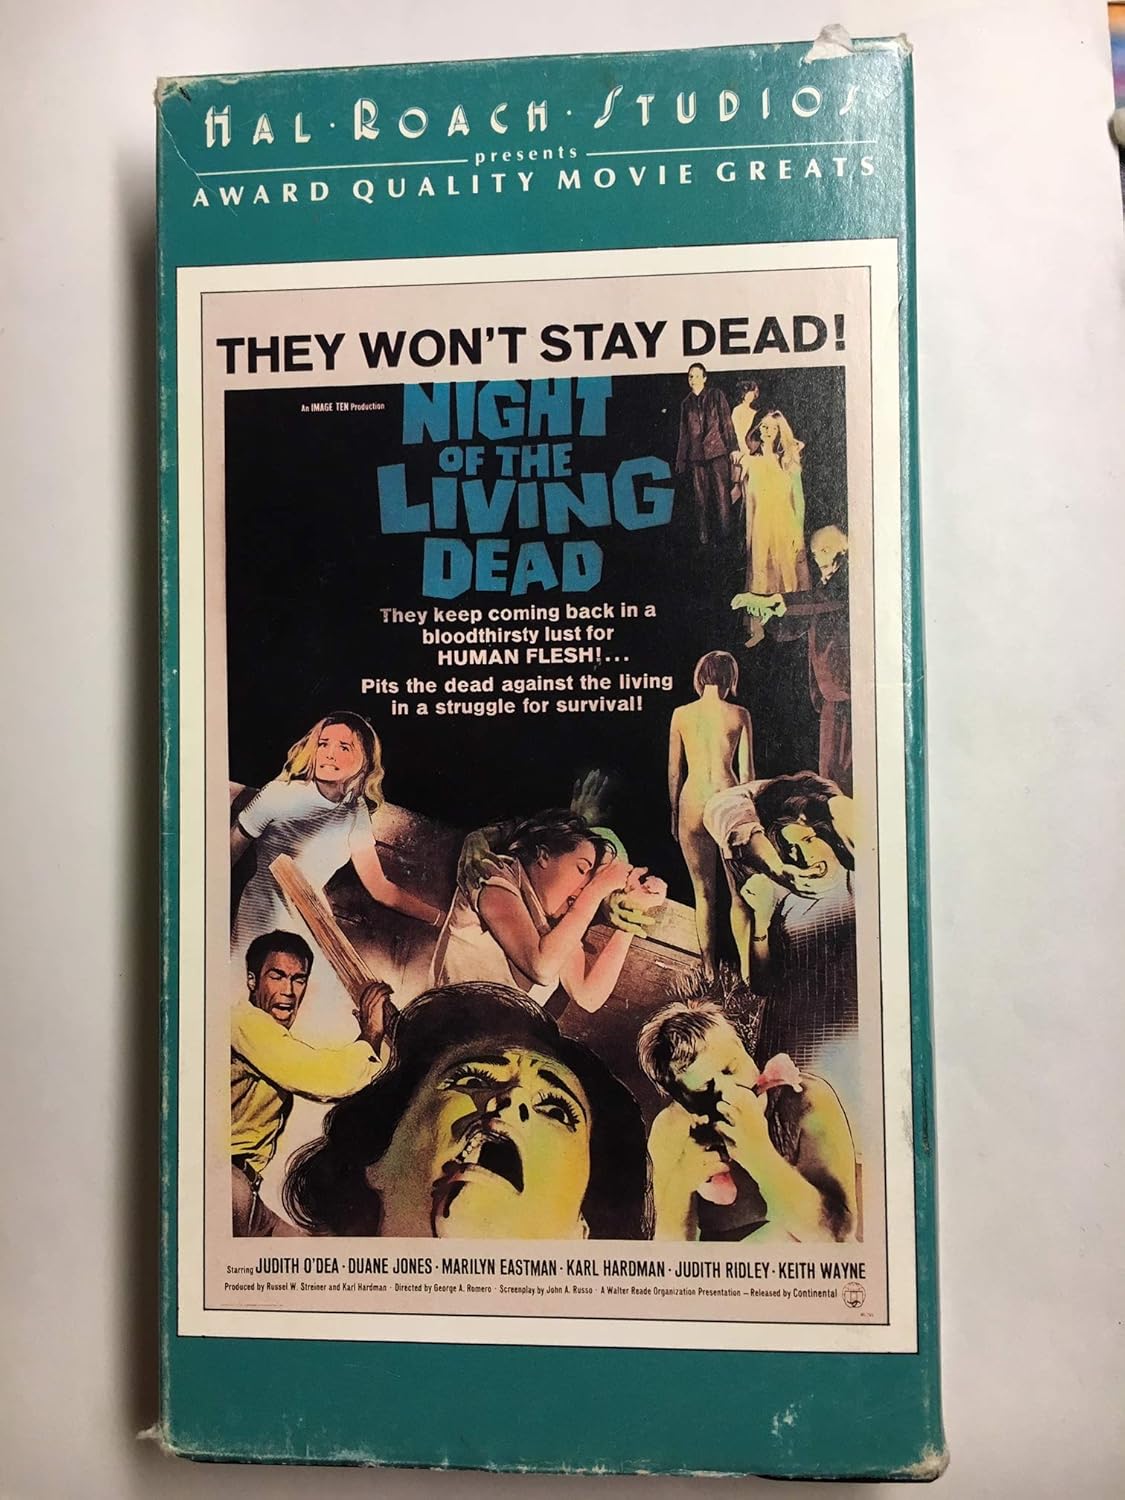 HAL · ROACH · STUDIOS
presents
AWARD QUALITY MOVIE GREATS
THEY WON'T STAY DEAD!
An IMAGE TEN Production
NIGHT
OF THE
LIVING
DEAD
They keep coming back in a
bloodthirsty lust for
HUMAN FLESH!...
Pits the dead against the living
in a struggle for survival!
Starring JUDITH O'DEA · DUANE JONES · MARILYN EASTMAN · KARL HARDMAN · JUDITH RIDLEY · KEITH WAYNE
Produced by Russel W. Streiner and Karl Hardman · Directed by George A. Romero · Screenplay by John A. Russo · A Walter Reade Organization Presentation — Released by Continental